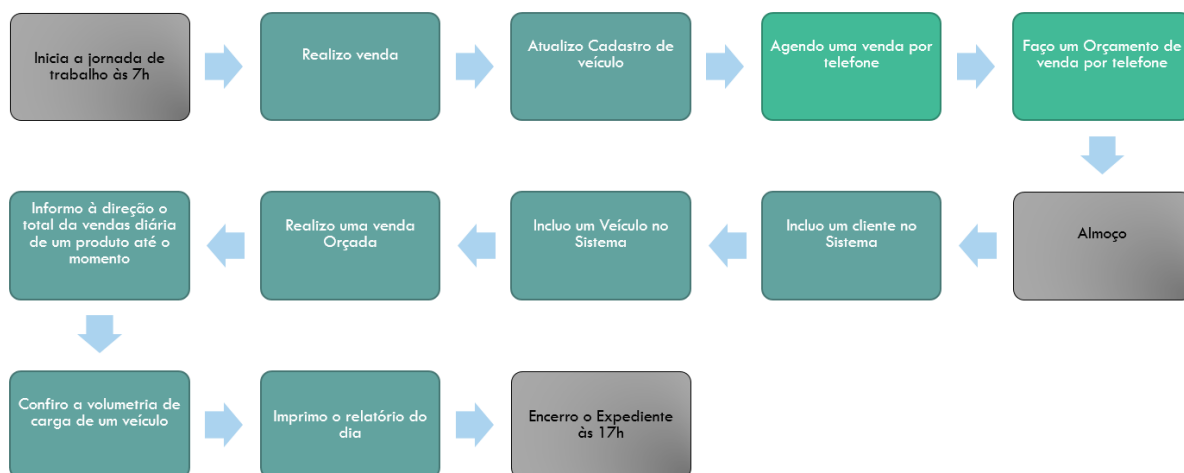 Inicia a jornada de
trabalho às 7h
Realizo venda
Atualizo Cadastro de
veículo
Agendo uma venda por
telefone
Faço um Orçamento de
venda por telefone
Almoço
Incluo um cliente no
Sistema
Incluo um Veículo no
Sistema
Realizo uma venda
Orçada
Informo à direção o
total da vendas diária
de um produto até o
momento
Confiro a volumetria de
carga de um veículo
Imprimo o relatório do
dia
Encerro o Expediente
às 17h